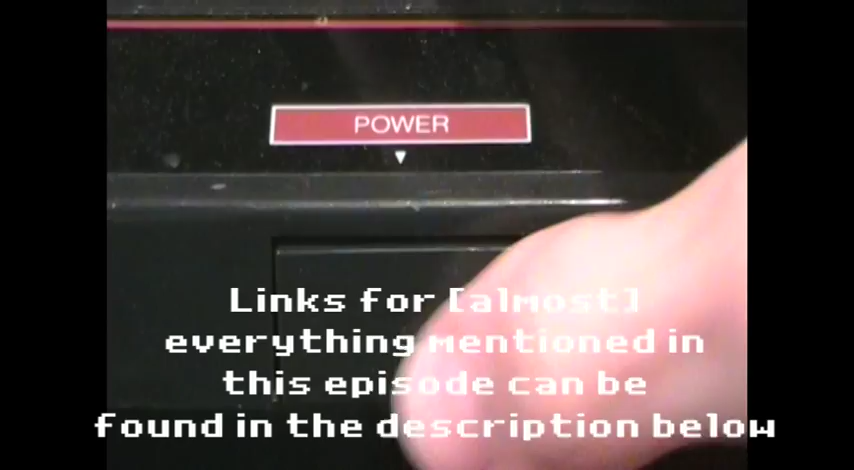 POWER
Links for [almost]
everything mentioned in
this episode can be
found in the description below